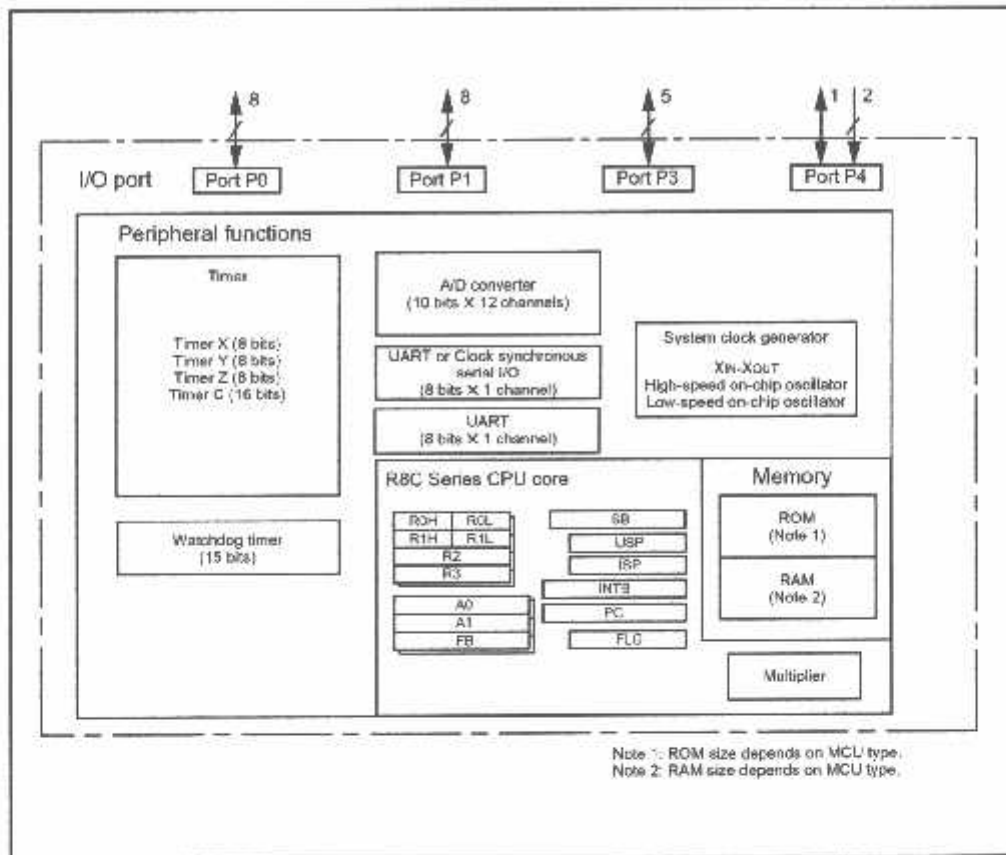 8
8
5
1
2
I/O port
Port P0
Port P1
Port P3
Port P4
Peripheral functions
Timer
Timer X (8 bits)
Timer Y (8 bits)
Timer Z (8 bits)
Timer C (16 bits)
Watchdog timer
(15 bits)
A/D converter
(10 bits X 12 channels)
UART or Clock synchronous
serial I/O
(8 bits X 1 channel)
UART
(8 bits X 1 channel)
System clock generator
XIN-XOUT
High-speed on-chip oscillator
Low-speed on-chip oscillator
R8C Series CPU core
R0H R0L
R1H R1L
R2
R3
A0
A1
FB
SB
USP
ISP
INTB
PC
FLG
Memory
ROM
(Note 1)
RAM
(Note 2)
Multiplier
Note 1: ROM size depends on MCU type.
Note 2: RAM size depends on MCU type.